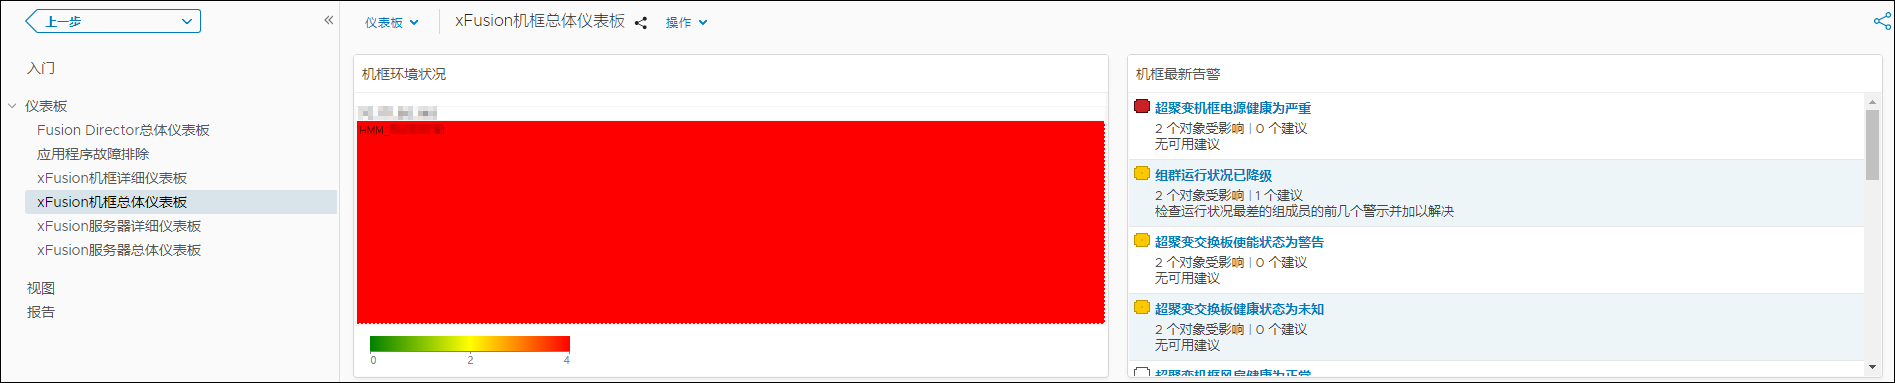 上一步
入门
仪表板
Fusion Director总体仪表板
应用程序故障排除
xFusion机框详细仪表板
xFusion机框总体仪表板
xFusion服务器详细仪表板
xFusion服务器总体仪表板
视图
报告
仪表板
xFusion机框总体仪表板
操作
机框环境状况
HMM_
0 2 4
机框最新告警
超聚变机框电源健康为严重
2 个对象受影响 | 0 个建议
无可用建议
组群运行状况已降级
2 个对象受影响 | 1 个建议
检查运行状况最差的组成员的前几个警示并加以解决
超聚变交换板使能状态为警告
2 个对象受影响 | 0 个建议
无可用建议
超聚变交换板健康状态为未知
2 个对象受影响 | 0 个建议
无可用建议
超聚变机框风扇健康为正常